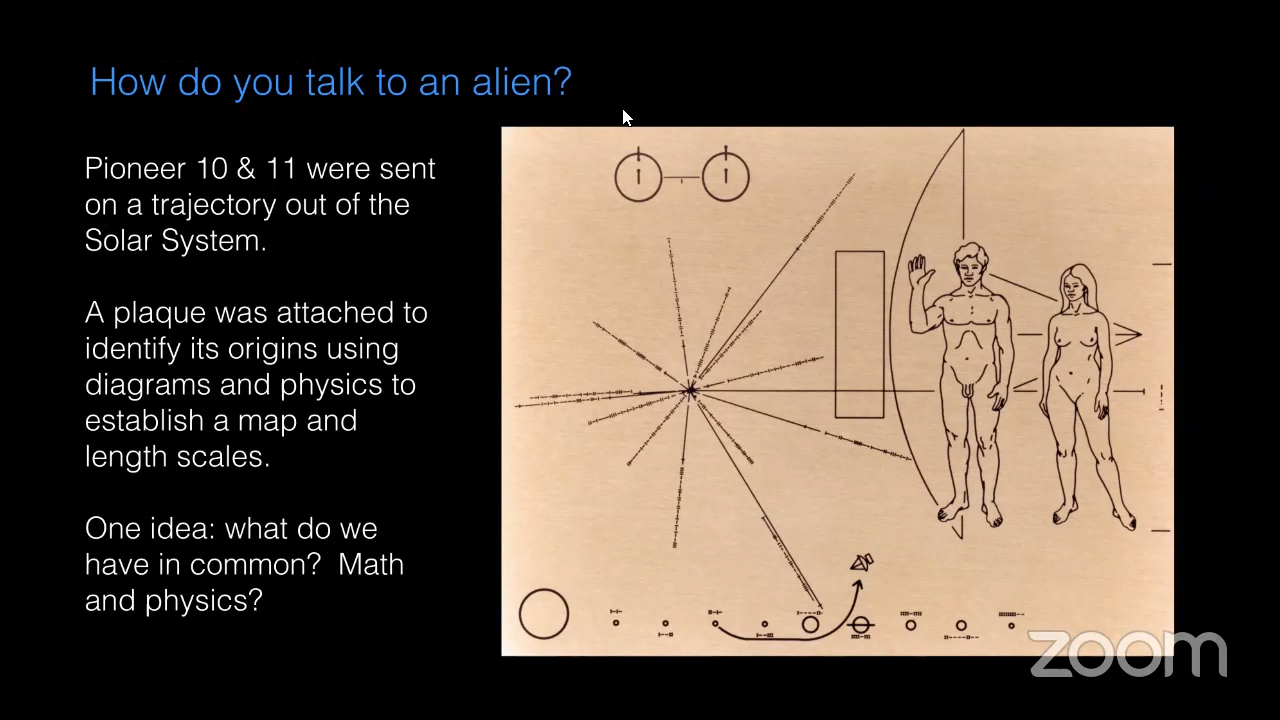 How do you talk to an alien?
Pioneer 10 & 11 were sent
on a trajectory out of the
Solar System.
A plaque was attached to
identify its origins using
diagrams and physics to
establish a map and
length scales.
One idea: what do we
have in common?  Math
and physics?
zoom